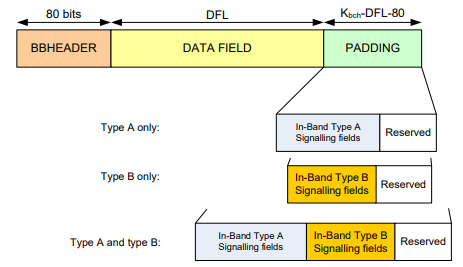 80 bits DFL Kbch-DFL-80
BBHEADER DATA FIELD PADDING
Type A only:
In-Band Type A
Signalling fields
Reserved
Type B only:
In-Band Type B
Signalling fields
Reserved
Type A and type B:
In-Band Type A
Signalling fields
In-Band Type B
Signalling fields
Reserved